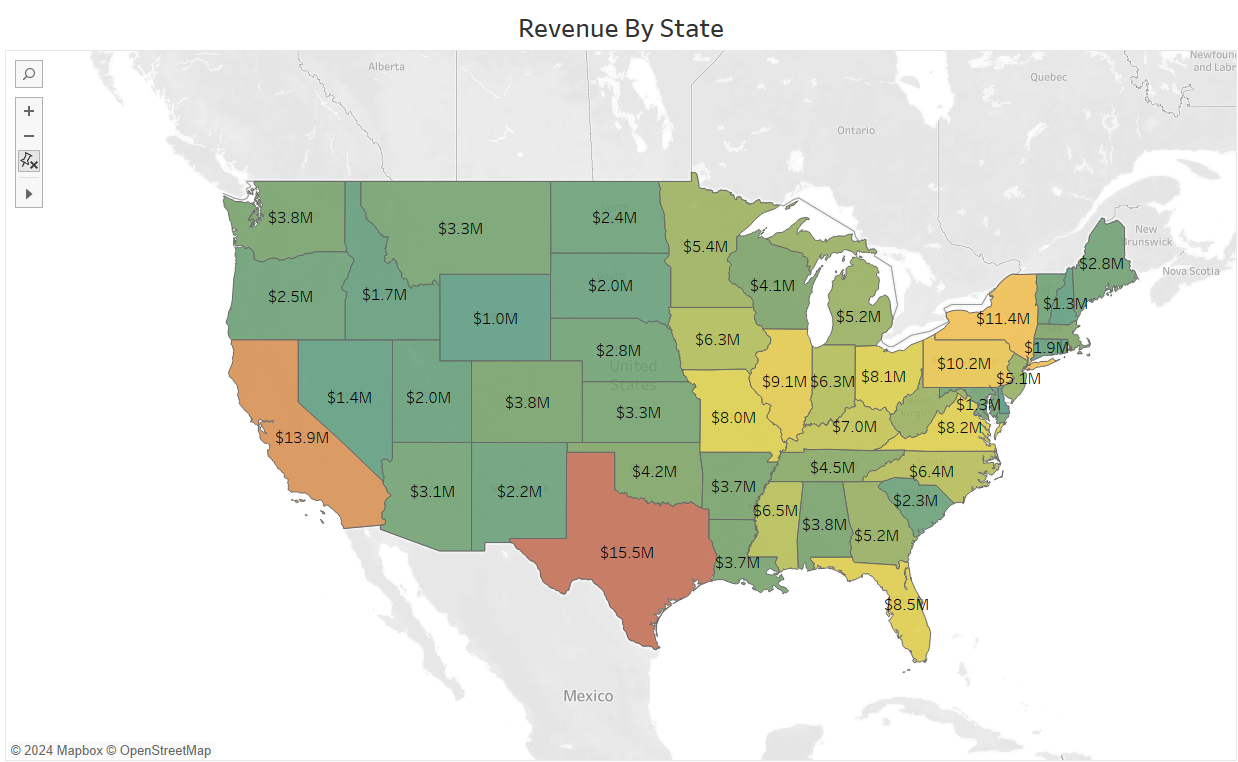 Revenue By State
Alberta
Ontario
Quebec
Newfoun
and Labr
New
Brunswick
Nova Scotia
$3.8M
$3.3M
$2.4M
$5.4M
$2.8M
$2.5M
$1.7M
$1.0M
$2.0M
$4.1M
$5.2M
$11.4M
$1.3M
$1.4M
$2.0M
$2.8M
$6.3M
$9.1M
$6.3M
$8.1M
$10.2M
$1.9M
$5.1M
United
States
$13.9M
$3.8M
$3.3M
$8.0M
$7.0M
$1.3M
$8.2M
$3.1M
$2.2M
$4.2M
$3.7M
$4.5M
$6.4M
$2.3M
$15.5M
$3.7M
$6.5M
$3.8M
$5.2M
$8.5M
Mexico
© 2024 Mapbox © OpenStreetMap